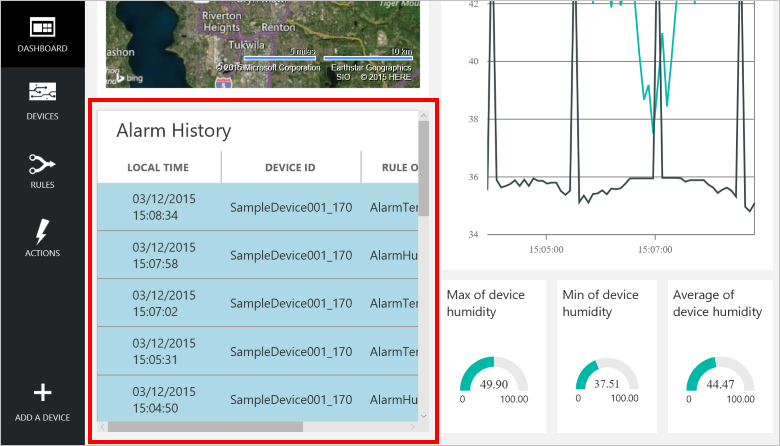 DASHBOARD
DEVICES
RULES
ACTIONS
ADD A DEVICE
Riverton
Heights
Renton
Tukwila
5 miles
10 km
© 2015 Microsoft Corporation
Earthstar Geographics
SIO
© 2015 HERE
bing
Tiger Mour
ashon
Alarm History
LOCAL TIME DEVICE ID RULE O
03/12/2015
15:08:34
SampleDevice001_170 AlarmTer
03/12/2015
15:07:58
SampleDevice001_170 AlarmHu
03/12/2015
15:07:02
SampleDevice001_170 AlarmTer
03/12/2015
15:05:31
SampleDevice001_170 AlarmTer
03/12/2015
15:04:50
SampleDevice001_170 AlarmHu
42
40
38
36
34
15:05:00 15:07:00
Max of device
humidity
49.90
0 100.00
Min of device
humidity
37.51
0 100.00
Average of
device humidity
44.47
0 100.00